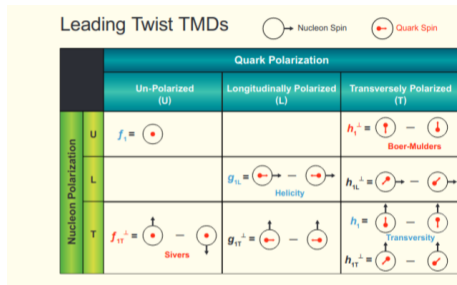 Leading Twist TMDs
Nucleon Spin
Quark Spin
Quark Polarization
Un-Polarized
(U)
Longitudinally Polarized
(L)
Transversely Polarized
(T)
Nucleon Polarization
U
f₁ =
h₁⊥ = −
Boer-Mulders
L
g₁L = −
Helicity
h₁L⊥ = −
T
f₁T⊥ = −
Sivers
g₁T⊥ = −
h₁ = −
Transversity
h₁T⊥ = −